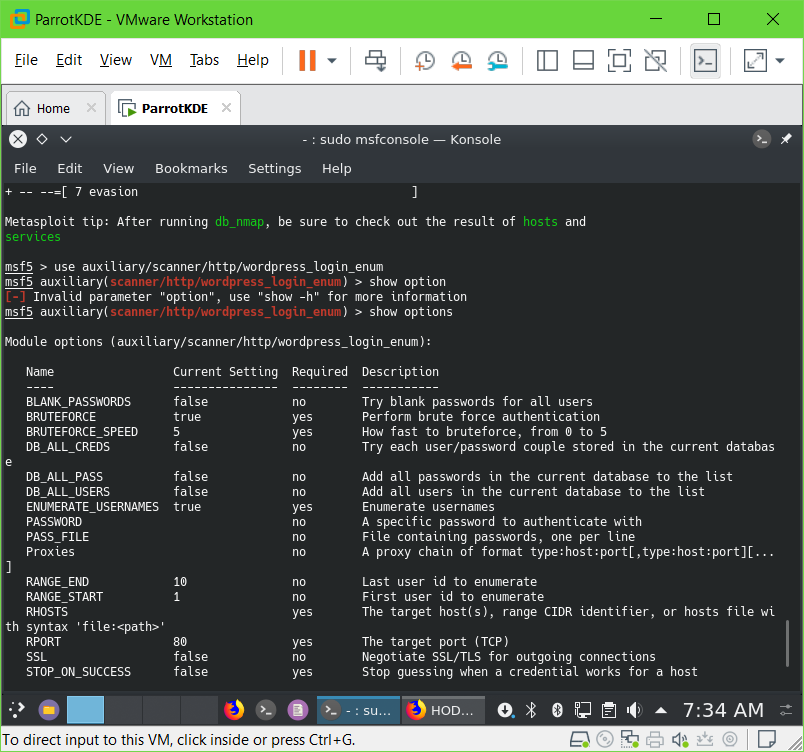 ParrotKDE - VMware Workstation
File Edit View VM Tabs Help
Home ParrotKDE
- : sudo msfconsole — Konsole
File Edit View Bookmarks Settings Help
+ -- --=[ 7 evasion ]
Metasploit tip: After running db_nmap, be sure to check out the result of hosts and
services
msf5 > use auxiliary/scanner/http/wordpress_login_enum
msf5 auxiliary(scanner/http/wordpress_login_enum) > show option
[-] Invalid parameter "option", use "show -h" for more information
msf5 auxiliary(scanner/http/wordpress_login_enum) > show options
Module options (auxiliary/scanner/http/wordpress_login_enum):
Name Current Setting Required Description
---- --------------- -------- -----------
BLANK_PASSWORDS false no Try blank passwords for all users
BRUTEFORCE true yes Perform brute force authentication
BRUTEFORCE_SPEED 5 yes How fast to bruteforce, from 0 to 5
DB_ALL_CREDS false no Try each user/password couple stored in the current databas
e
DB_ALL_PASS false no Add all passwords in the current database to the list
DB_ALL_USERS false no Add all users in the current database to the list
ENUMERATE_USERNAMES true yes Enumerate usernames
PASSWORD no A specific password to authenticate with
PASS_FILE no File containing passwords, one per line
Proxies no A proxy chain of format type:host:port[,type:host:port][...
]
RANGE_END 10 no Last user id to enumerate
RANGE_START 1 no First user id to enumerate
RHOSTS yes The target host(s), range CIDR identifier, or hosts file wi
th syntax 'file:<path>'
RPORT 80 yes The target port (TCP)
SSL false no Negotiate SSL/TLS for outgoing connections
STOP_ON_SUCCESS false yes Stop guessing when a credential works for a host
- : su... HOD... 7:34 AM
To direct input to this VM, click inside or press Ctrl+G.